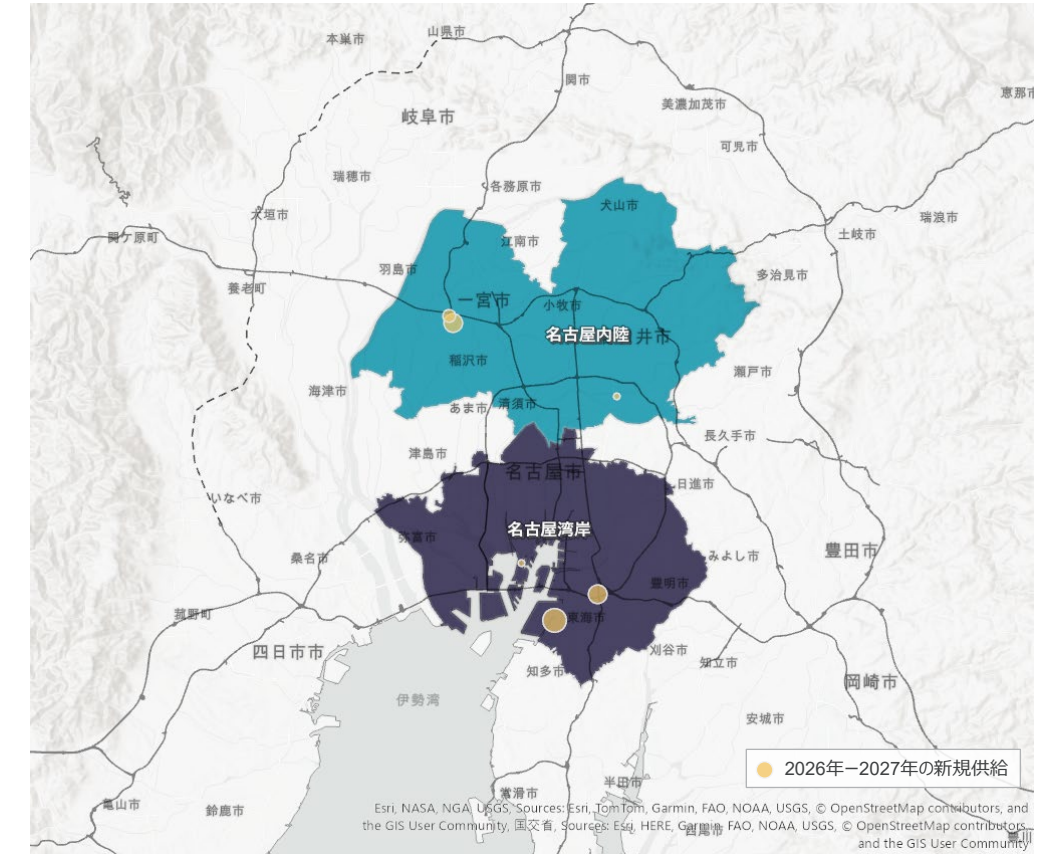 本巣市
山県市
関市
恵那市
岐阜市
美濃加茂市
可児市
瑞穂市
各務原市
犬山市
大垣市
瑞浪市
関ケ原町
江南市
土岐市
羽島市
多治見市
養老町
一宮市
小牧市
名古屋内陸
井市
稲沢市
瀬戸市
海津市
あま市
清須市
長久手市
津島市
名古屋市
日進市
いなべ市
名古屋湾岸
弥富市
みよし市
豊田市
桑名市
豊明市
菰野町
東海市
四日市市
刈谷市
知立市
知多市
岡崎市
伊勢湾
安城市
2026年−2027年の新規供給
半田市
常滑市
亀山市
鈴鹿市
西尾市
豊川
Esri, NASA, NGA, USGS, Sources: Esri, TomTom, Garmin, FAO, NOAA, USGS, © OpenStreetMap contributors, and
the GIS User Community, 国交省, Sources: Esri, HERE, Garmin, FAO, NOAA, USGS, © OpenStreetMap contributors,
and the GIS User Community